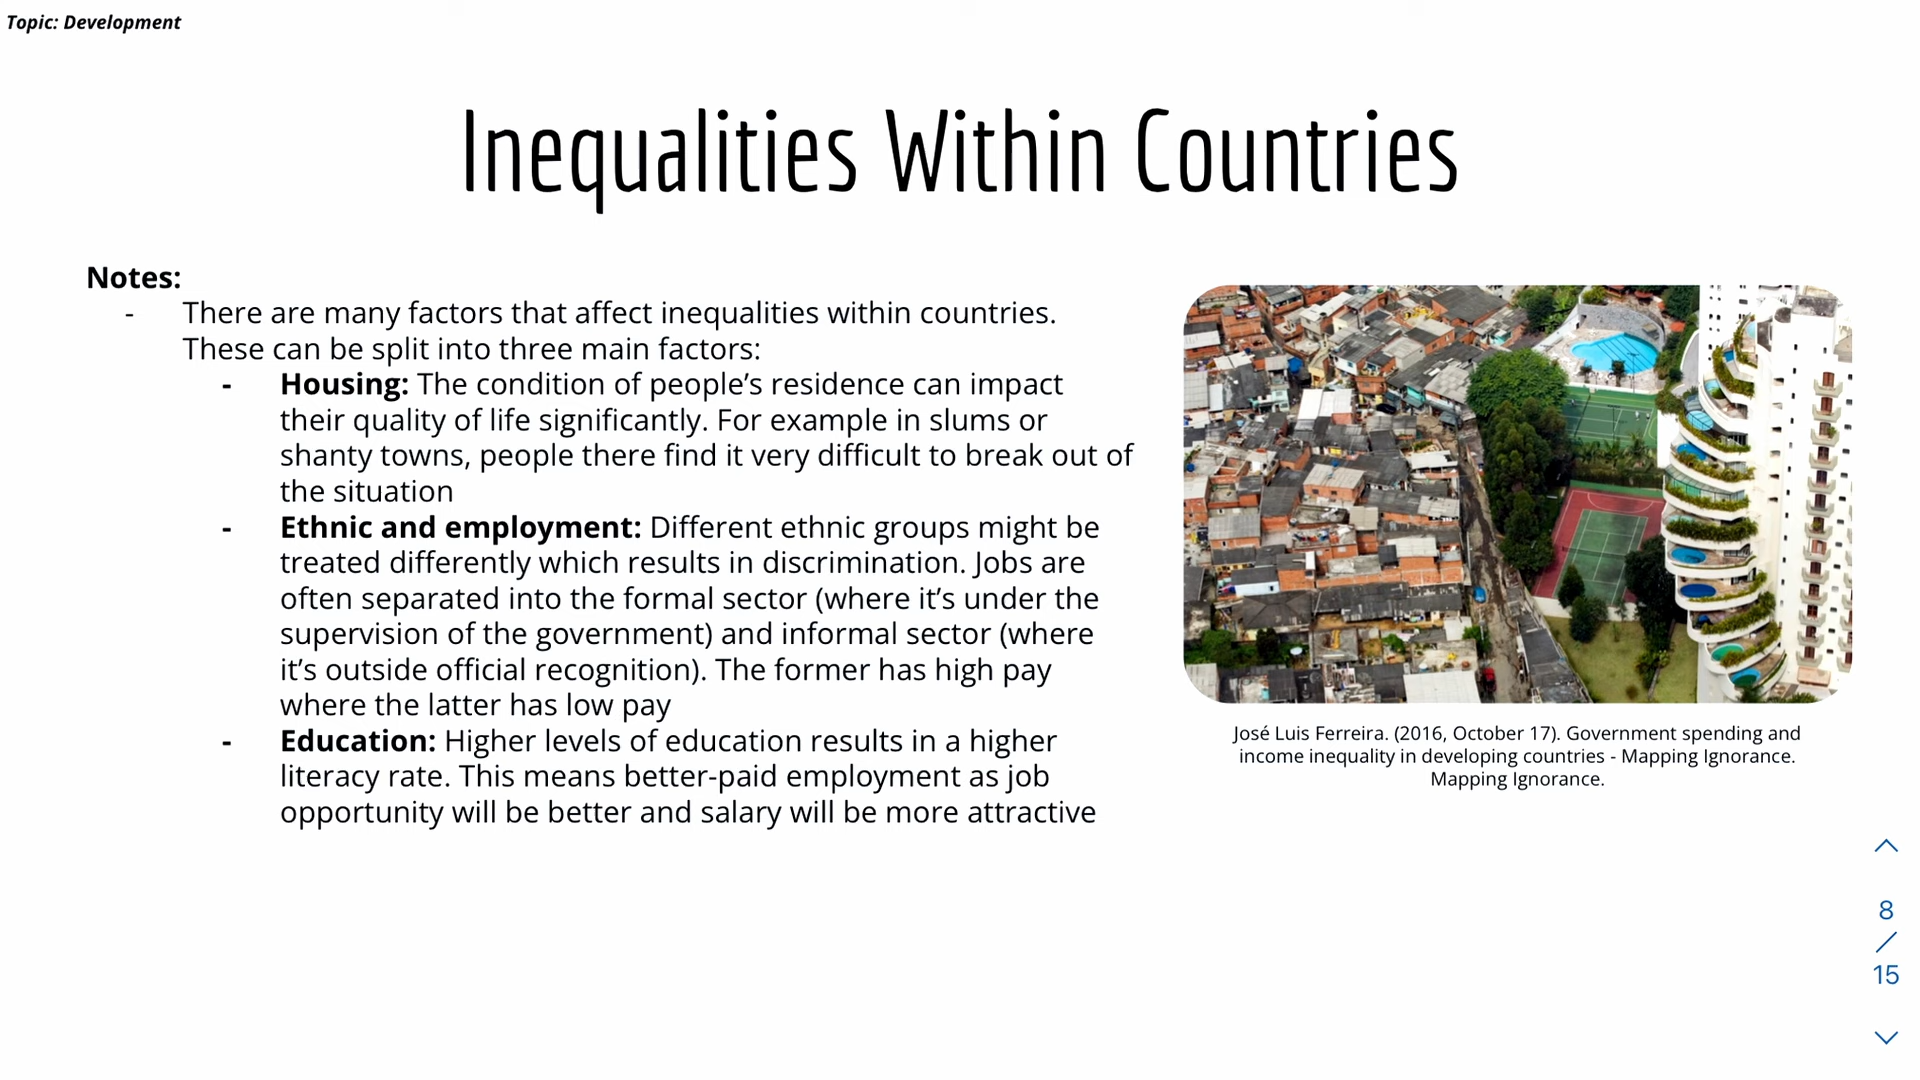 Topic: Development
Inequalities Within Countries
Notes:
- There are many factors that affect inequalities within countries.
These can be split into three main factors:
- Housing: The condition of people’s residence can impact
their quality of life significantly. For example in slums or
shanty towns, people there find it very difficult to break out of
the situation
- Ethnic and employment: Different ethnic groups might be
treated differently which results in discrimination. Jobs are
often separated into the formal sector (where it’s under the
supervision of the government) and informal sector (where
it’s outside official recognition). The former has high pay
where the latter has low pay
- Education: Higher levels of education results in a higher
literacy rate. This means better-paid employment as job
opportunity will be better and salary will be more attractive
José Luis Ferreira. (2016, October 17). Government spending and
income inequality in developing countries - Mapping Ignorance.
Mapping Ignorance.
8
/
15